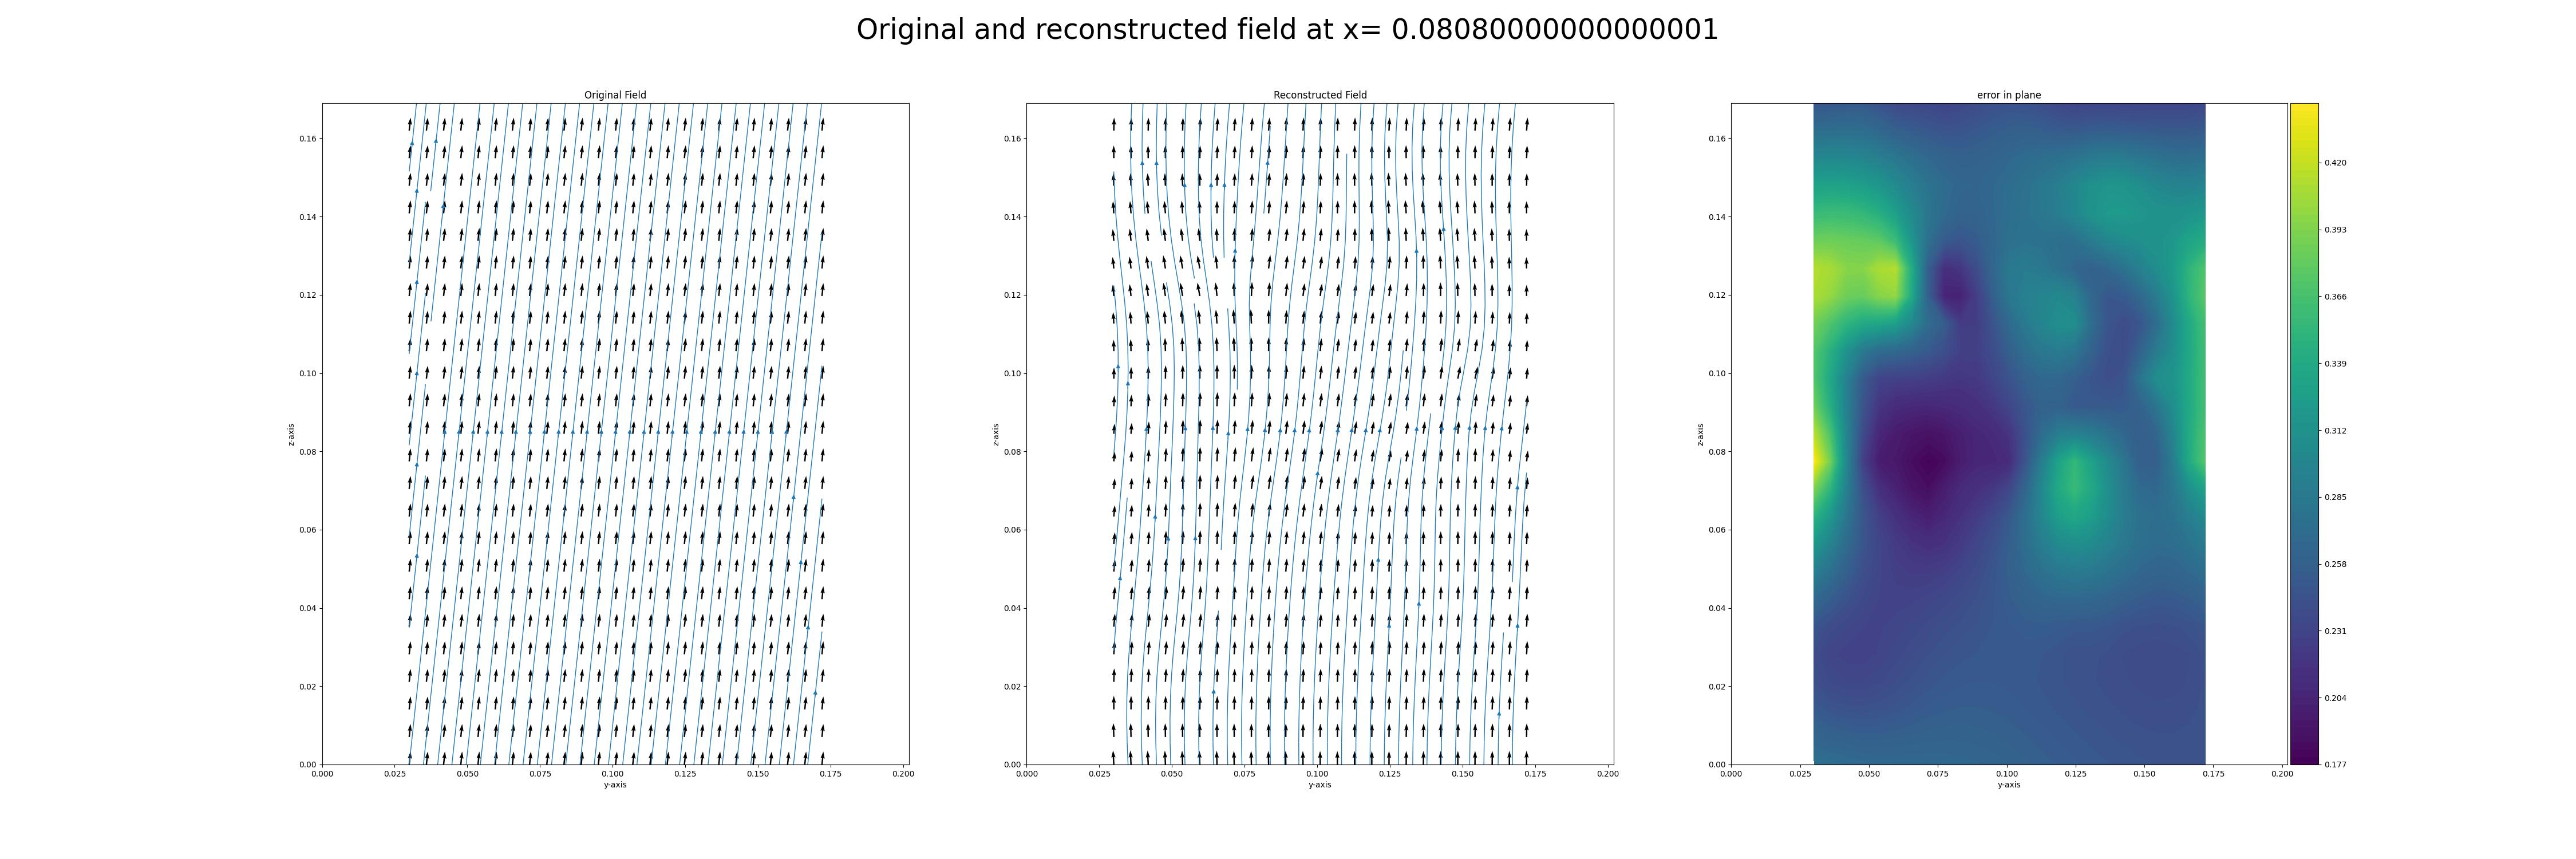 Original and reconstructed field at x= 0.08080000000000001
Original Field
z-axis
0.16
0.14
0.12
0.10
0.08
0.06
0.04
0.02
0.00
0.000 0.025 0.050 0.075 0.100 0.125 0.150 0.175 0.200
y-axis
Reconstructed Field
z-axis
0.16
0.14
0.12
0.10
0.08
0.06
0.04
0.02
0.00
0.000 0.025 0.050 0.075 0.100 0.125 0.150 0.175 0.200
y-axis
error in plane
z-axis
0.16
0.14
0.12
0.10
0.08
0.06
0.04
0.02
0.00
0.000 0.025 0.050 0.075 0.100 0.125 0.150 0.175 0.200
y-axis
0.420
0.393
0.366
0.339
0.312
0.285
0.258
0.231
0.204
0.177